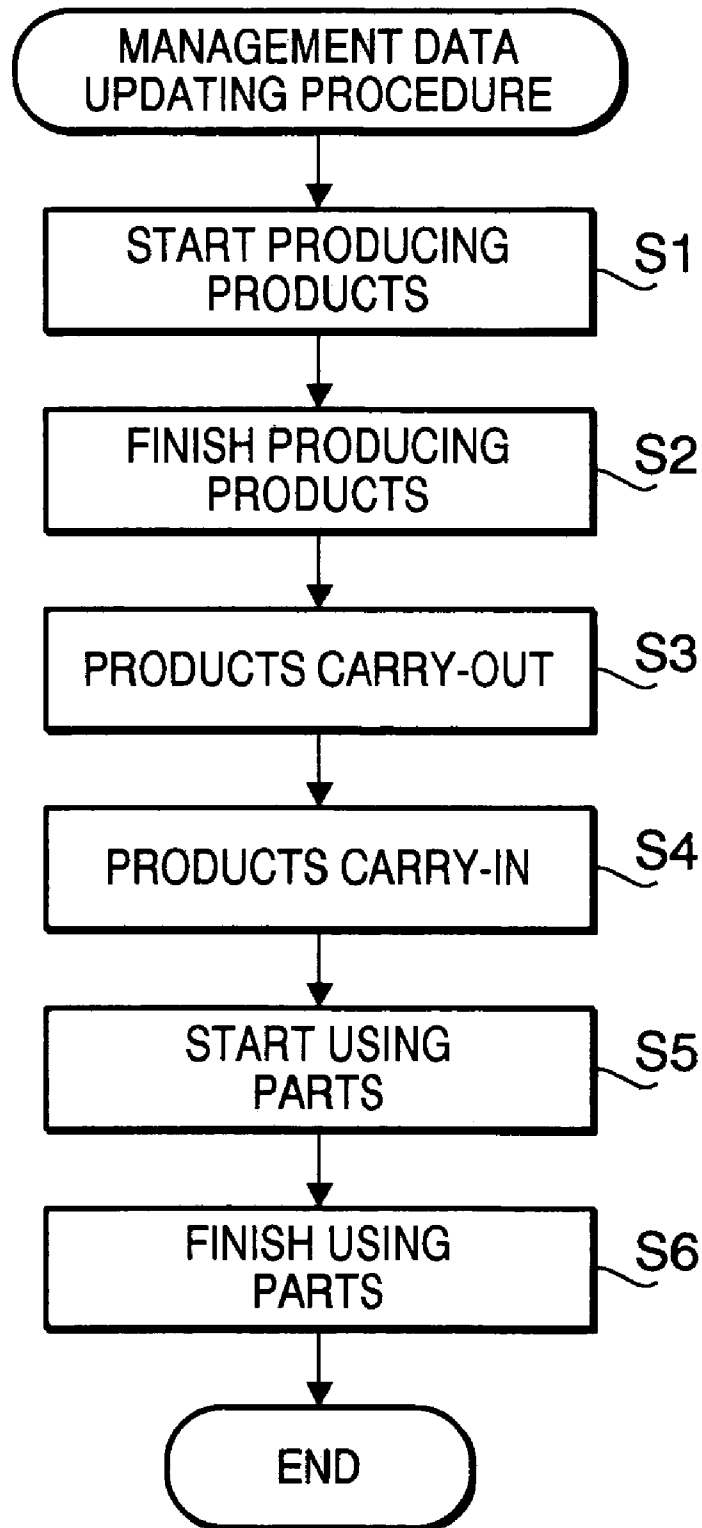 MANAGEMENT DATA
UPDATING PROCEDURE
START PRODUCING
PRODUCTS
S1
FINISH PRODUCING
PRODUCTS
S2
PRODUCTS CARRY-OUT
S3
PRODUCTS CARRY-IN
S4
START USING
PARTS
S5
FINISH USING
PARTS
S6
END